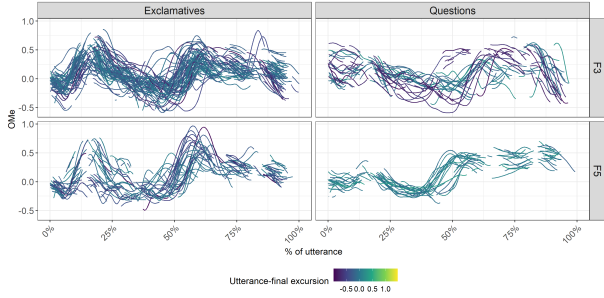 Exclamatives Questions
1.0
0.5
0.0
-0.5
F3
OMe
1.0
0.5
0.0
-0.5
F5
0% 25% 50% 75% 100% 0% 25% 50% 75% 100%
% of utterance
Utterance-final excursion
-0.5 0.0 0.5 1.0